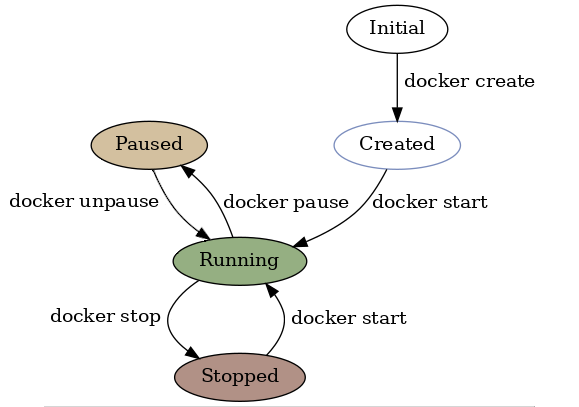 Initial
docker create
Paused
Created
docker unpause
docker pause
docker start
Running
docker stop
docker start
Stopped